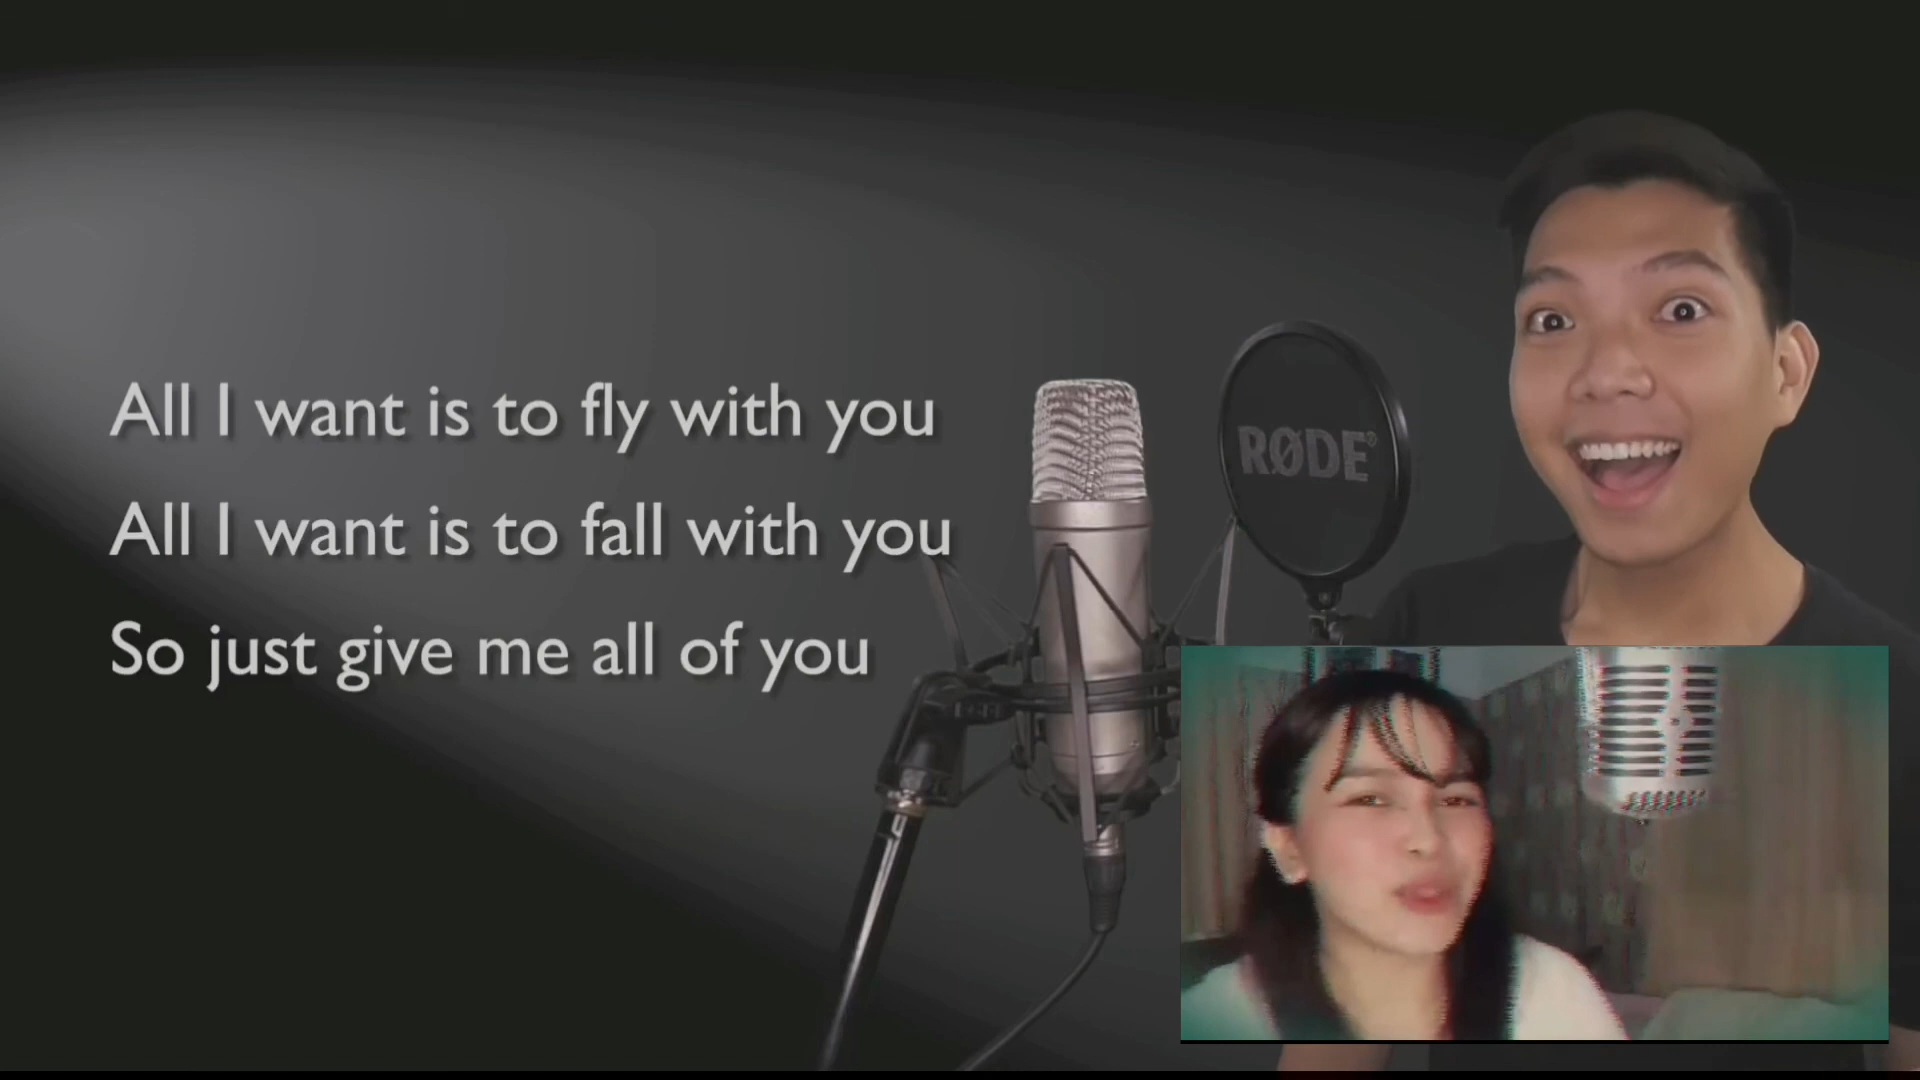 All I want is to fly with you
All I want is to fall with you
So just give me all of you
RØDE®